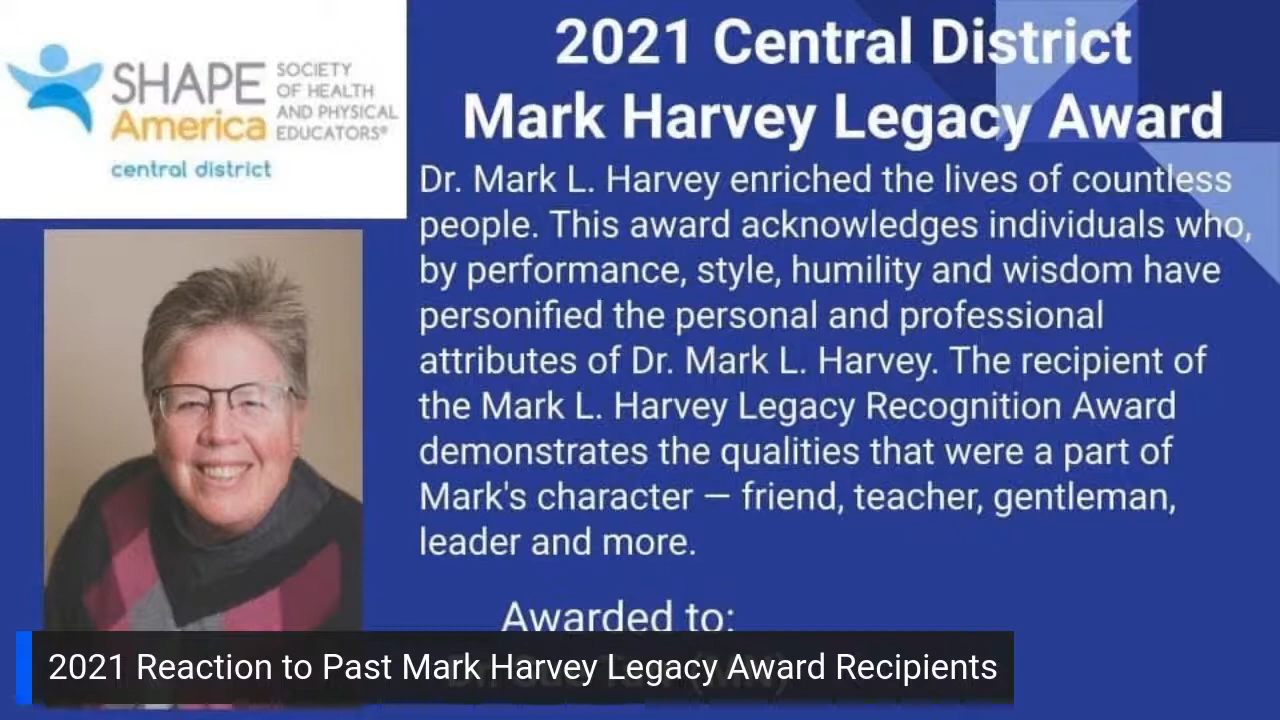 SHAPE
America
SOCIETY
OF HEALTH
AND PHYSICAL
EDUCATORS®
central district
2021 Central District
Mark Harvey Legacy Award
Dr. Mark L. Harvey enriched the lives of countless
people. This award acknowledges individuals who,
by performance, style, humility and wisdom have
personified the personal and professional
attributes of Dr. Mark L. Harvey. The recipient of
the Mark L. Harvey Legacy Recognition Award
demonstrates the qualities that were a part of
Mark's character — friend, teacher, gentleman,
leader and more.
Awarded to:
2021 Reaction to Past Mark Harvey Legacy Award Recipients